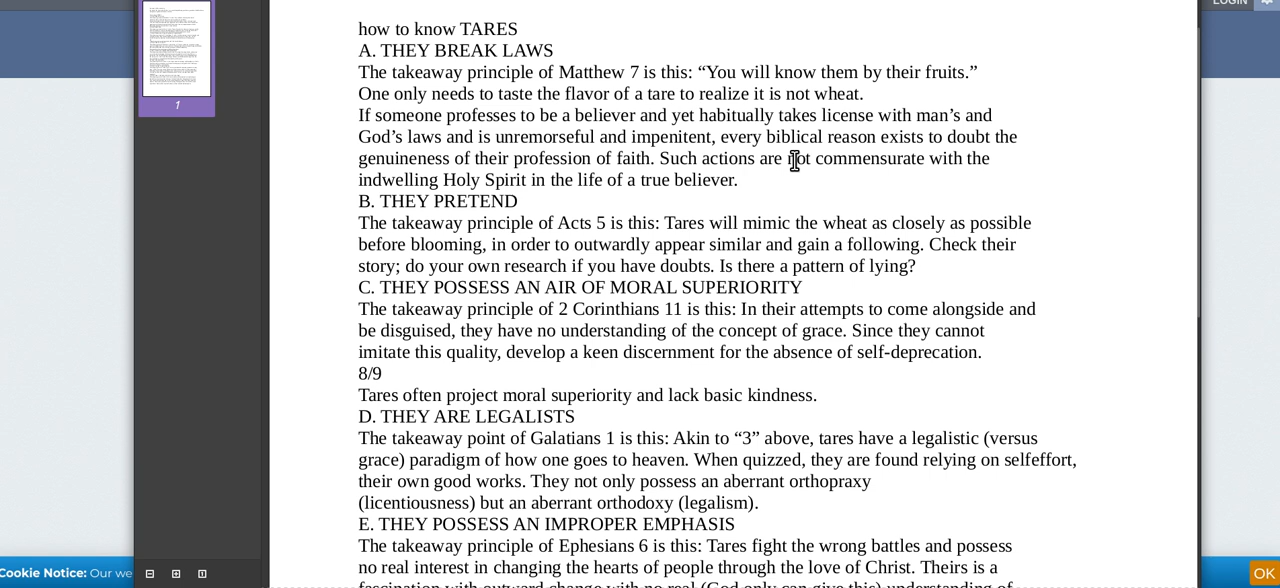 LOGIN
how to know TARES
A. THEY BREAK LAWS
The takeaway principle of Matthew 7 is this: “You will know them by their fruits.”
One only needs to taste the flavor of a tare to realize it is not wheat.
If someone professes to be a believer and yet habitually takes license with man’s and
God’s laws and is unremorseful and impenitent, every biblical reason exists to doubt the
genuineness of their profession of faith. Such actions are not commensurate with the
indwelling Holy Spirit in the life of a true believer.
B. THEY PRETEND
The takeaway principle of Acts 5 is this: Tares will mimic the wheat as closely as possible
before blooming, in order to outwardly appear similar and gain a following. Check their
story; do your own research if you have doubts. Is there a pattern of lying?
C. THEY POSSESS AN AIR OF MORAL SUPERIORITY
The takeaway principle of 2 Corinthians 11 is this: In their attempts to come alongside and
be disguised, they have no understanding of the concept of grace. Since they cannot
imitate this quality, develop a keen discernment for the absence of self-deprecation.
8/9
Tares often project moral superiority and lack basic kindness.
D. THEY ARE LEGALISTS
The takeaway point of Galatians 1 is this: Akin to “3” above, tares have a legalistic (versus
grace) paradigm of how one goes to heaven. When quizzed, they are found relying on selfeffort,
their own good works. They not only possess an aberrant orthopraxy
(licentiousness) but an aberrant orthodoxy (legalism).
E. THEY POSSESS AN IMPROPER EMPHASIS
The takeaway principle of Ephesians 6 is this: Tares fight the wrong battles and possess
no real interest in changing the hearts of people through the love of Christ. Theirs is a
fascination with outward change with no real (God only can give this) understanding of
1
Cookie Notice: Our we
OK